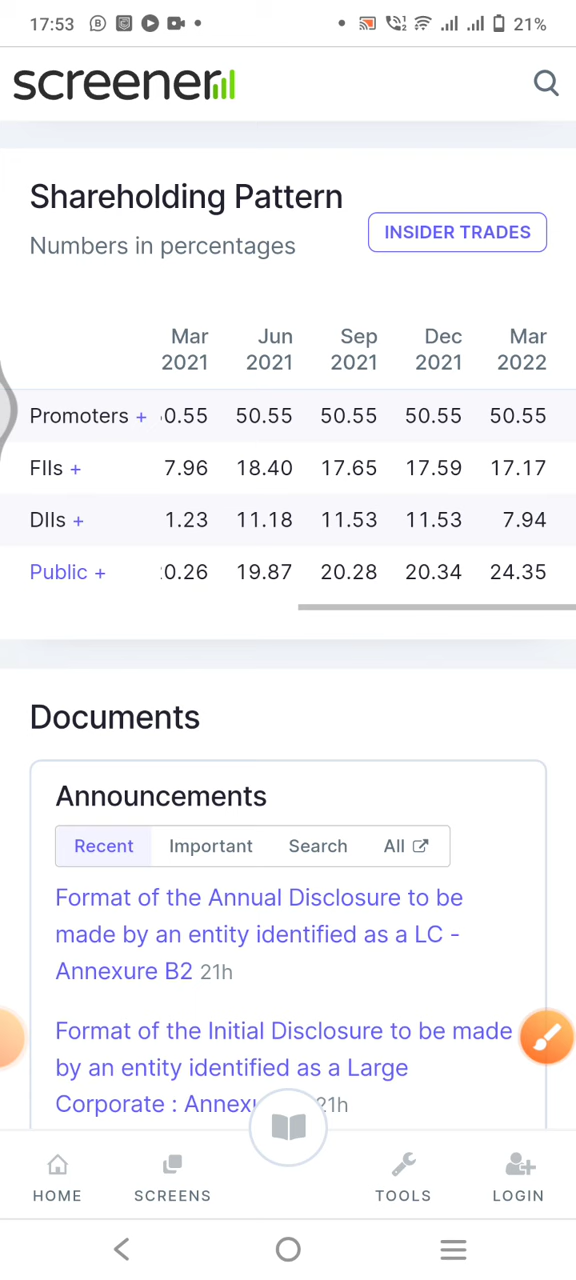 17:53 21%
screener
Shareholding Pattern
Numbers in percentages
INSIDER TRADES
Mar Jun Sep Dec Mar
2021 2021 2021 2021 2022
Promoters + 0.55 50.55 50.55 50.55 50.55
FIIs + 7.96 18.40 17.65 17.59 17.17
DIIs + 1.23 11.18 11.53 11.53 7.94
Public + 0.26 19.87 20.28 20.34 24.35
Documents
Announcements
Recent Important Search All
Format of the Annual Disclosure to be
made by an entity identified as a LC -
Annexure B2 21h
Format of the Initial Disclosure to be made
by an entity identified as a Large
Corporate : Annex 21h
HOME SCREENS TOOLS LOGIN